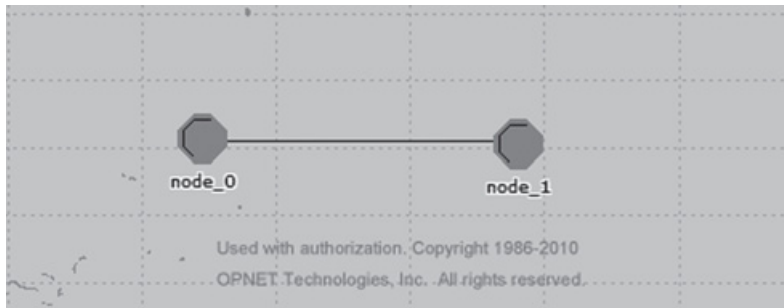 node_0
node_1
Used with authorization. Copyright 1986-2010
OPNET Technologies, Inc. All rights reserved.